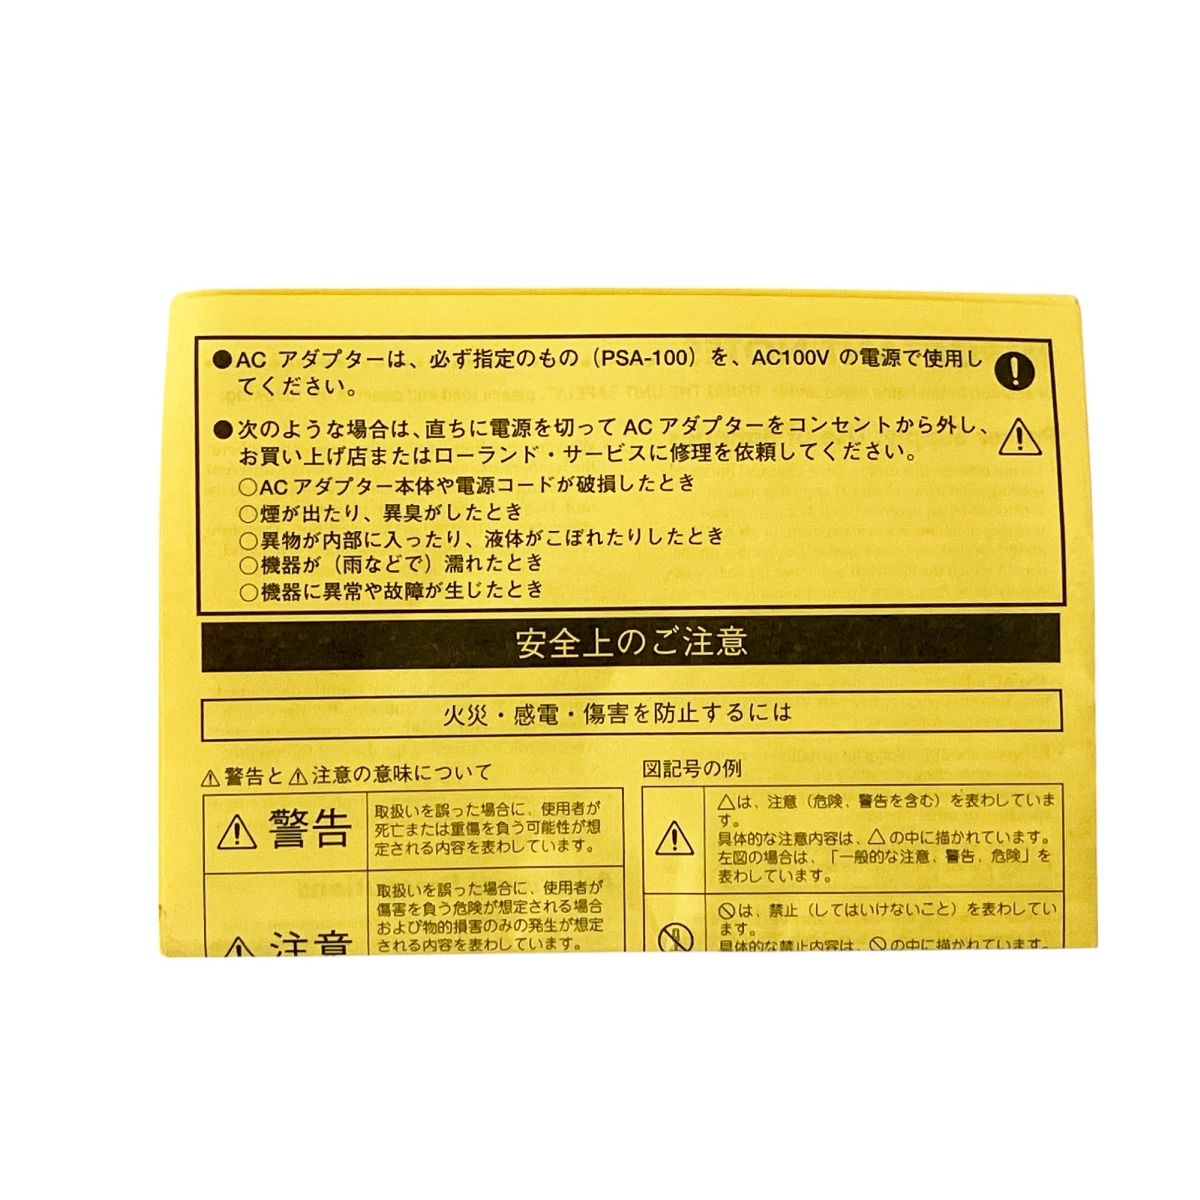 ●AC アダプターは、必ず指定のもの（PSA-100）を、AC100V の電源で使用し
てください。
●次のような場合は、直ちに電源を切って AC アダプターをコンセントから外し、
お買い上げ店またはローランド・サービスに修理を依頼してください。
○AC アダプター本体や電源コードが破損したとき
○煙が出たり、異臭がしたとき
○異物が内部に入ったり、液体がこぼれたりしたとき
○機器が（雨などで）濡れたとき
○機器に異常や故障が生じたとき
安全上のご注意
火災・感電・傷害を防止するには
⚠警告と⚠注意の意味について
⚠警告
取扱いを誤った場合に、使用者が
死亡または重傷を負う可能性が想
定される内容を表わしています。
⚠注意
取扱いを誤った場合に、使用者が
傷害を負う危険が想定される場合
および物的損害のみの発生が想定
される内容を表わしています。
図記号の例
△は、注意（危険、警告を含む）を表わしていま
す。
具体的な注意内容は、△の中に描かれています。
左図の場合は、「一般的な注意、警告、危険」を
表わしています。
🛇は、禁止（してはいけないこと）を表わしてい
ます。
具体的な禁止内容は、🛇の中に描かれています。